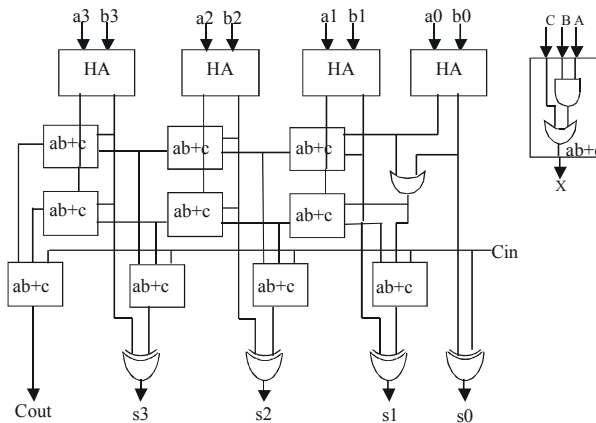 a3 b3 a2 b2 a1 b1 a0 b0
C B A
HA HA HA HA
ab+c ab+c ab+c
ab+c
X
ab+c ab+c ab+c
Cin
ab+c ab+c ab+c ab+c
Cout s3 s2 s1 s0